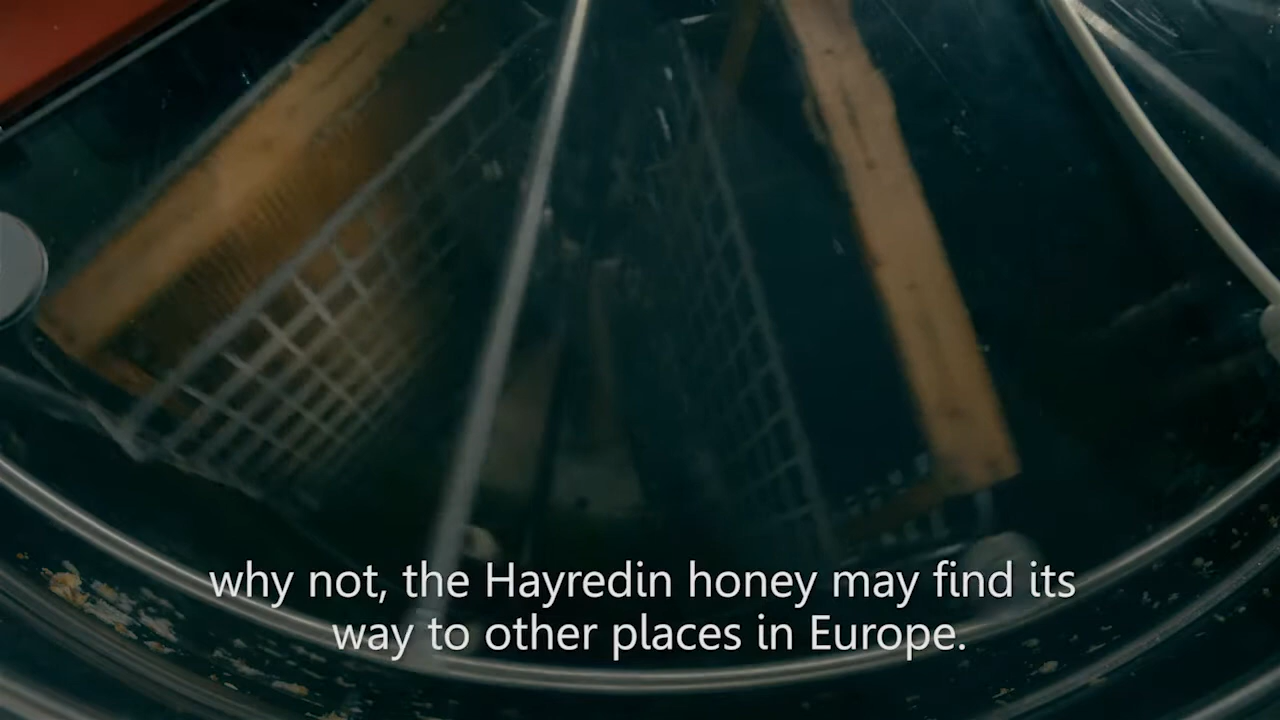 why not, the Hayredin honey may find its
way to other places in Europe.